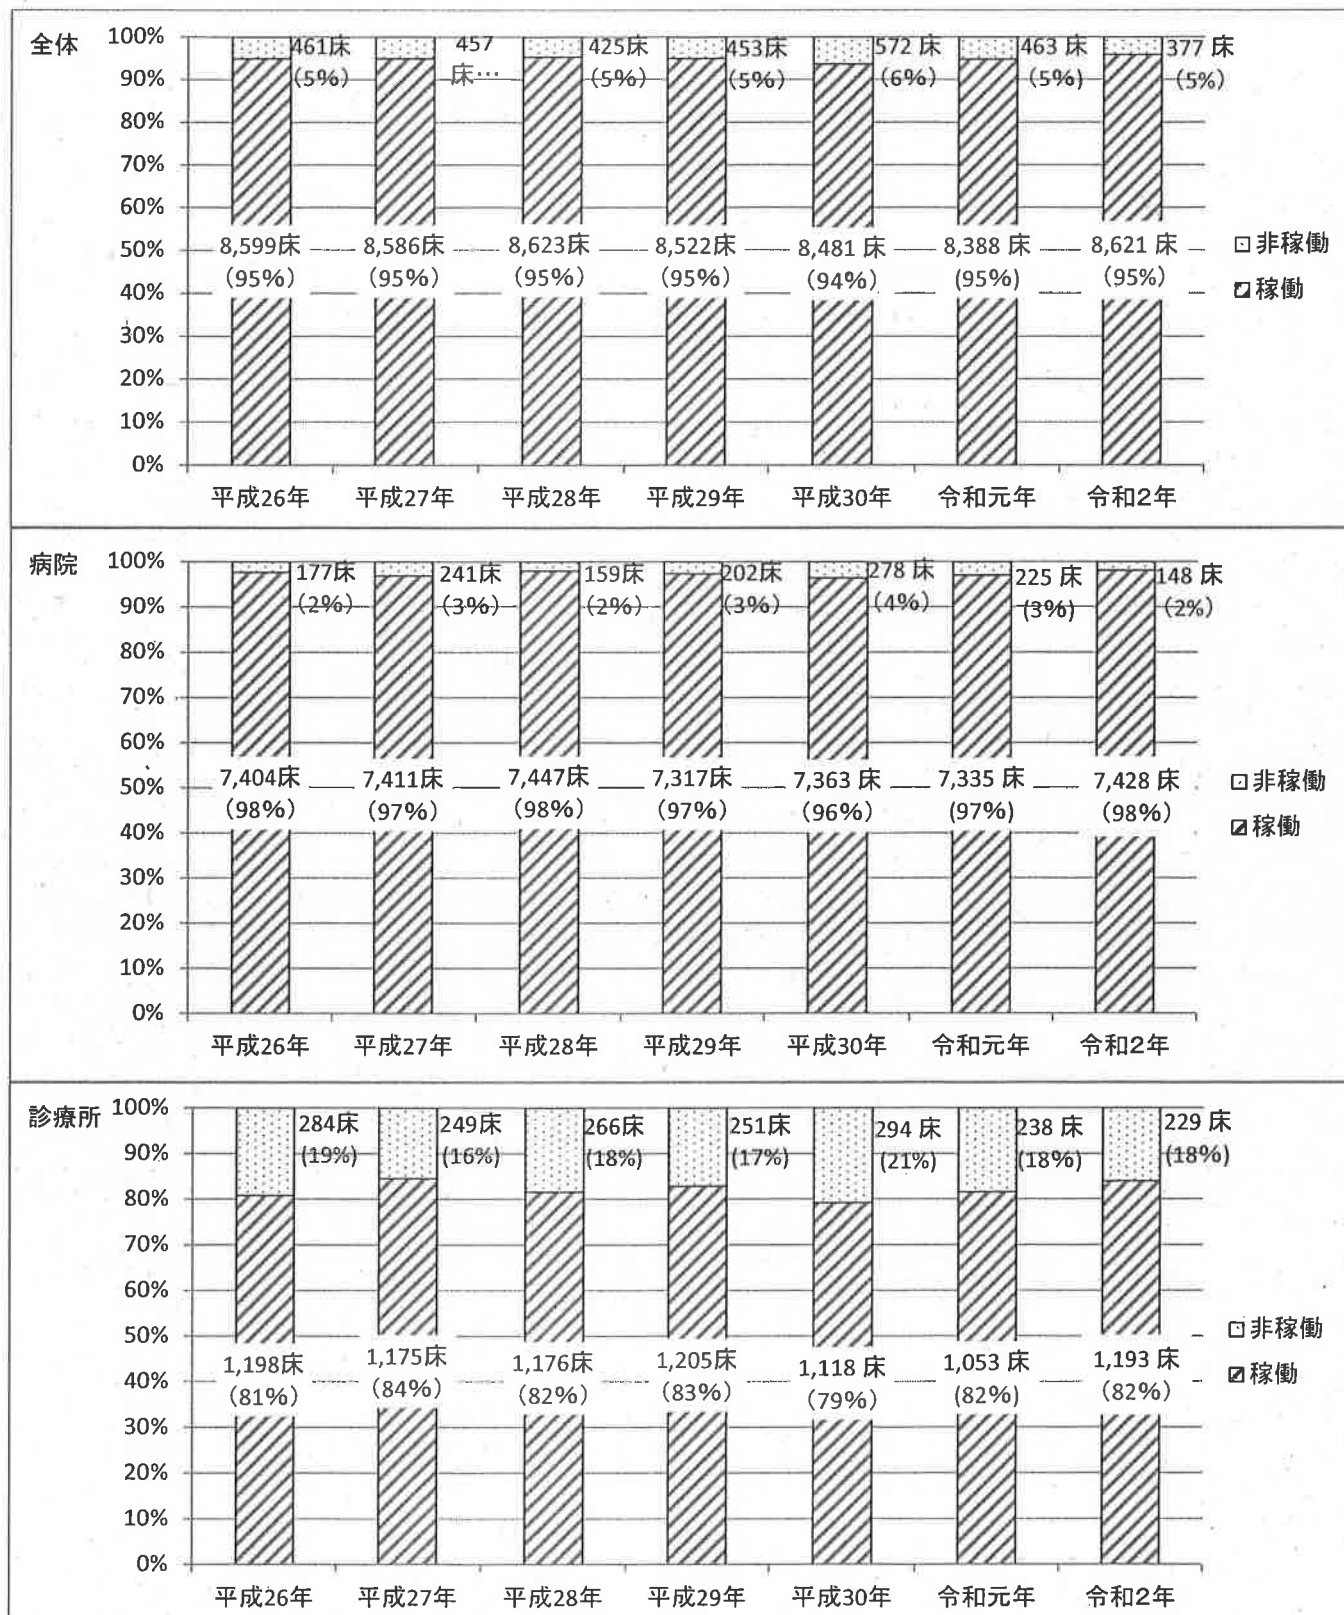 全体
100%
90%
80%
70%
60%
50%
40%
30%
20%
10%
0%
461床
(5%)
457
床…
425床
(5%)
453床
(5%)
572 床
(6%)
463 床
(5%)
377 床
(5%)
8,599床
(95%)
8,586床
(95%)
8,623床
(95%)
8,522床
(95%)
8,481 床
(94%)
8,388 床
(95%)
8,621 床
(95%)
非稼働
稼働
平成26年 平成27年 平成28年 平成29年 平成30年 令和元年 令和2年
病院
100%
90%
80%
70%
60%
50%
40%
30%
20%
10%
0%
177床
(2%)
241床
(3%)
159床
(2%)
202床
(3%)
278 床
(4%)
225 床
(3%)
148 床
(2%)
7,404床
(98%)
7,411床
(97%)
7,447床
(98%)
7,317床
(97%)
7,363 床
(96%)
7,335 床
(97%)
7,428 床
(98%)
非稼働
稼働
平成26年 平成27年 平成28年 平成29年 平成30年 令和元年 令和2年
診療所
100%
90%
80%
70%
60%
50%
40%
30%
20%
10%
0%
284床
(19%)
249床
(16%)
266床
(18%)
251床
(17%)
294 床
(21%)
238 床
(18%)
229 床
(18%)
1,198床
(81%)
1,175床
(84%)
1,176床
(82%)
1,205床
(83%)
1,118 床
(79%)
1,053 床
(82%)
1,193 床
(82%)
非稼働
稼働
平成26年 平成27年 平成28年 平成29年 平成30年 令和元年 令和2年